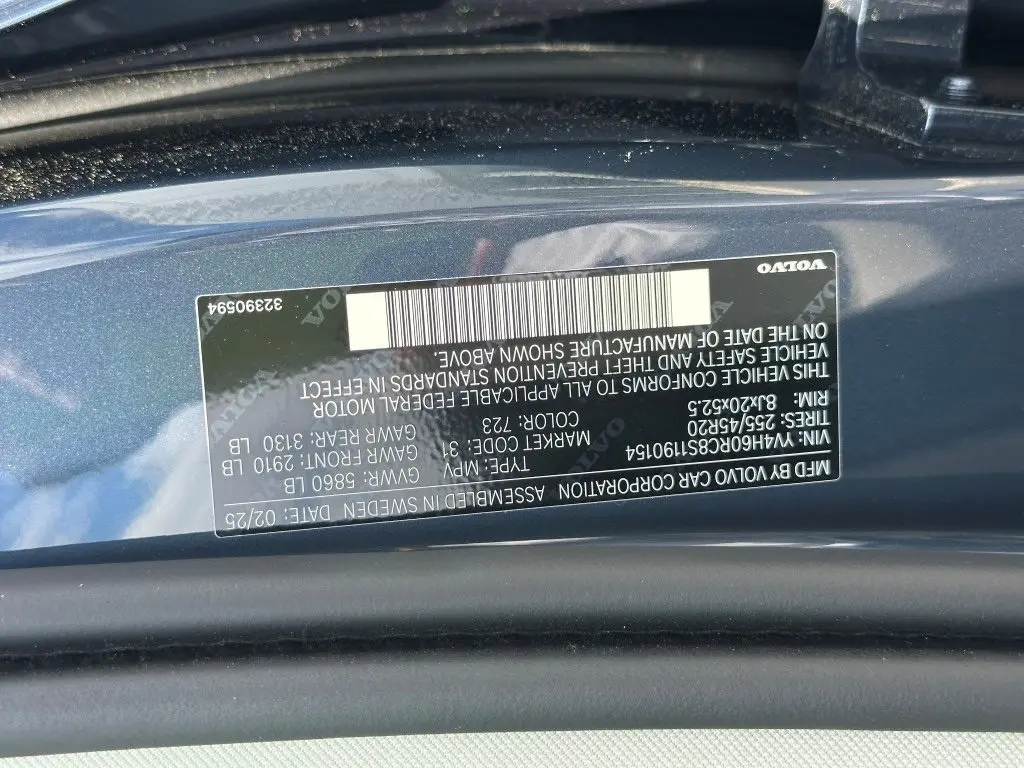 MFD BY VOLVO CAR CORPORATION ASSEMBLED IN SWEDEN DATE: 02/25
VIN: YV4H60RC8S1190154 TYPE: MPV GVWR: 5860 LB
TIRES: 255/45R20 MARKET CODE: 31 GAWR FRONT: 2910 LB
RIM: 8Jx20x52.5 COLOR: 723 GAWR REAR: 3130 LB
THIS VEHICLE CONFORMS TO ALL APPLICABLE FEDERAL MOTOR
VEHICLE SAFETY AND THEFT PREVENTION STANDARDS IN EFFECT
ON THE DATE OF MANUFACTURE SHOWN ABOVE.
VOLVO 32390594